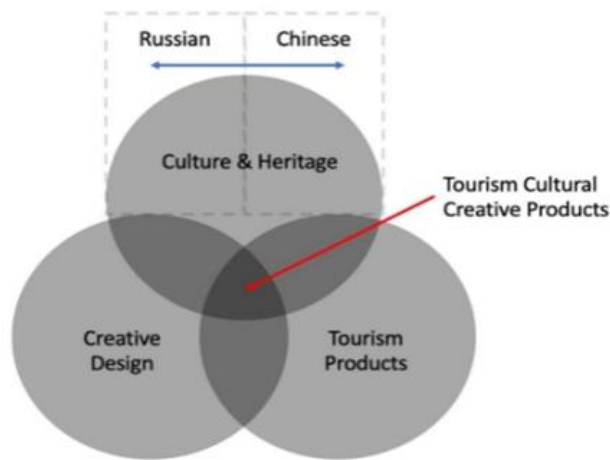 Russian
Chinese
Culture & Heritage
Tourism Cultural
Creative Products
Creative
Design
Tourism
Products